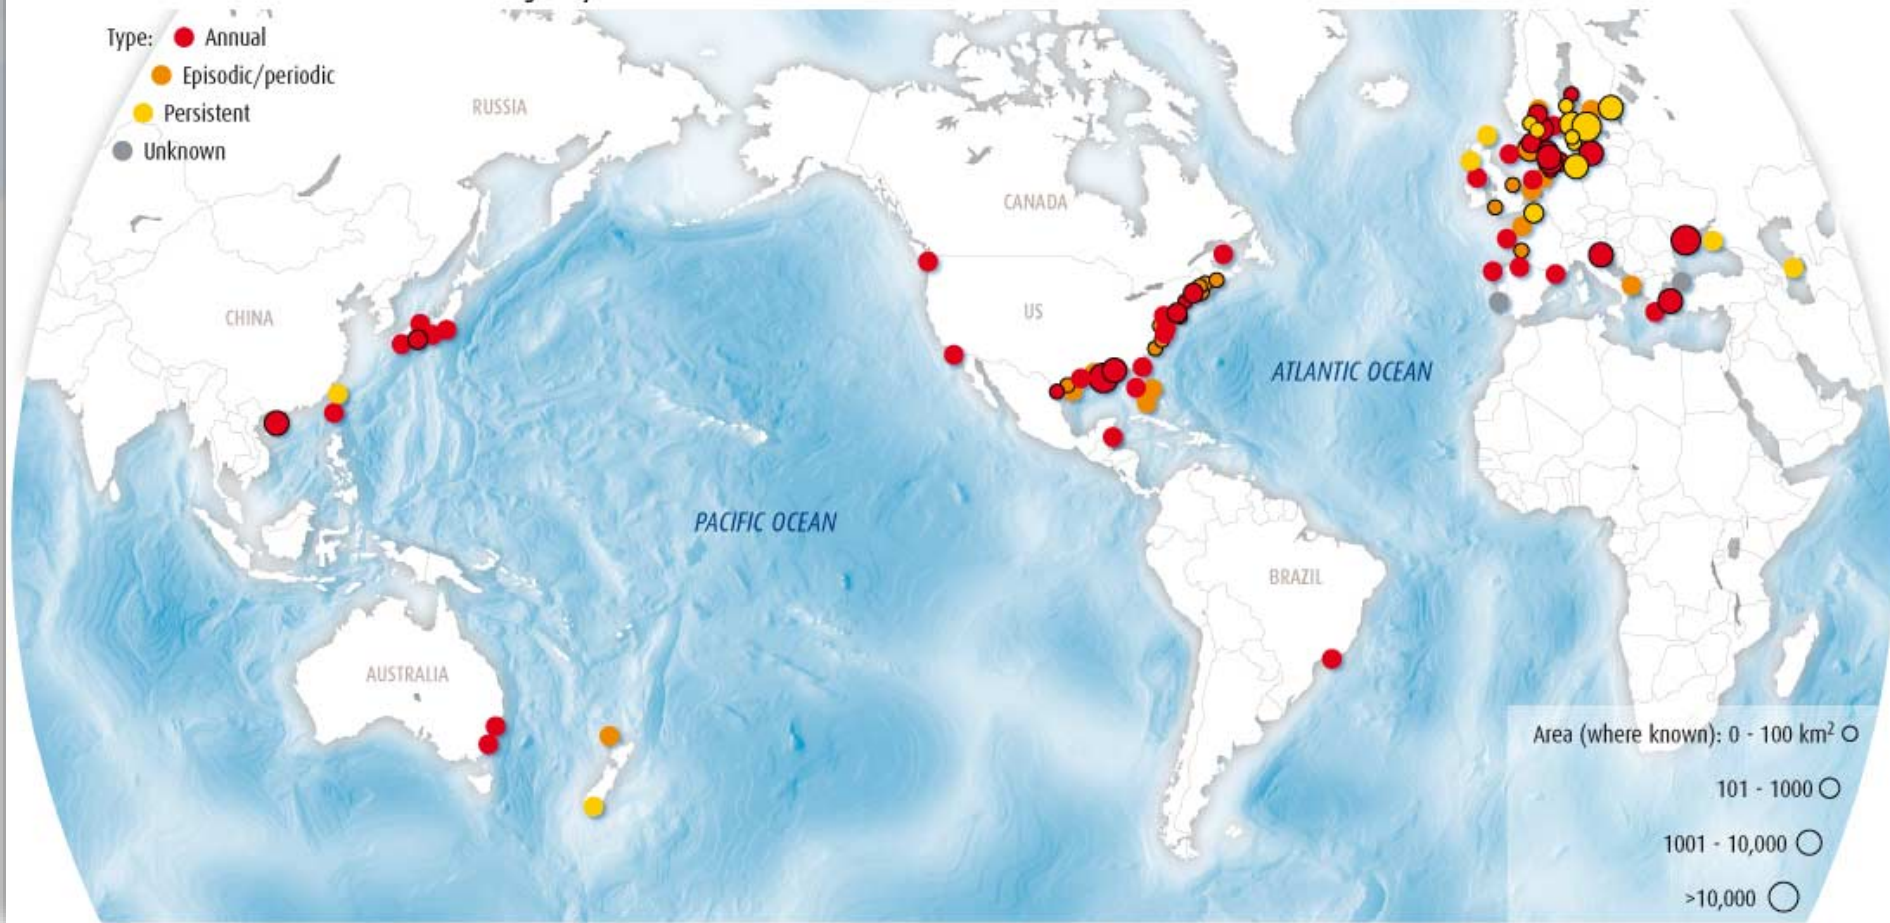 Type: Annual
Episodic/periodic
Persistent
Unknown
RUSSIA
CANADA
CHINA
US
ATLANTIC OCEAN
PACIFIC OCEAN
BRAZIL
AUSTRALIA
Area (where known): 0 - 100 km²
101 - 1000
1001 - 10,000
>10,000